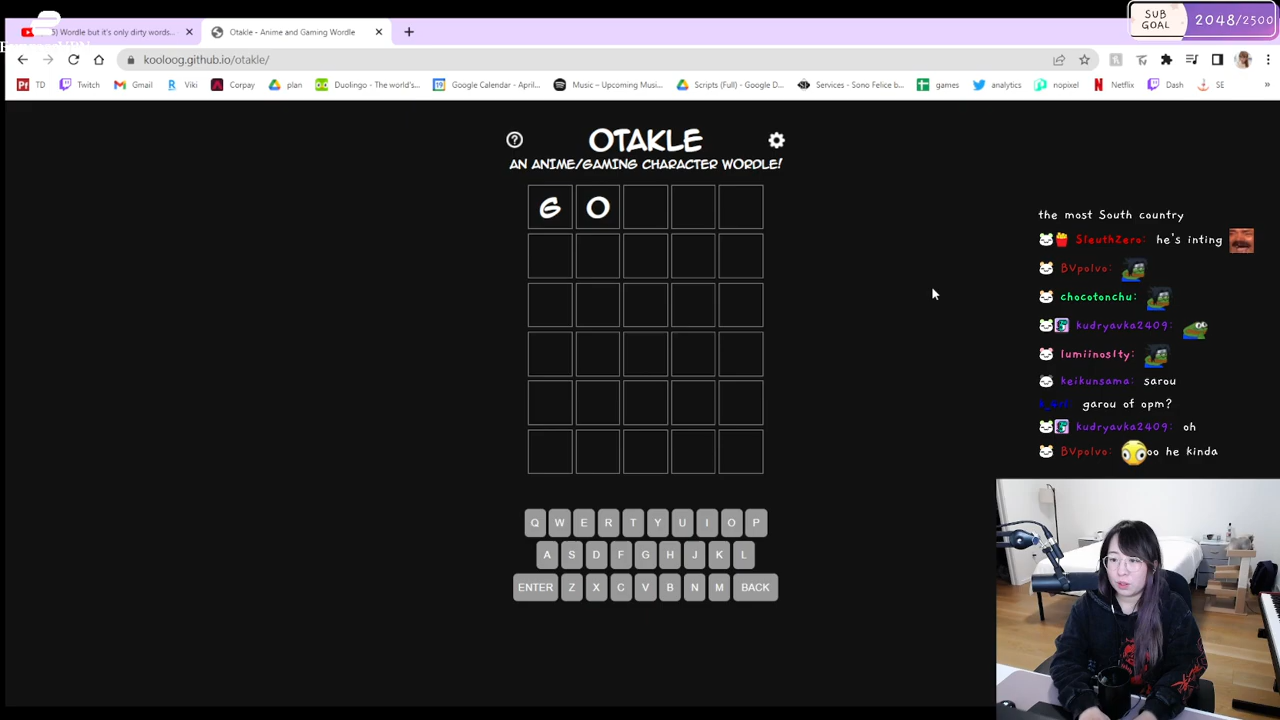 SUB GOAL 2048/2500
Wordle but it's only dirty words...
Otakle - Anime and Gaming Wordle
kooloog.github.io/otakle/
TD Twitch Gmail Viki Corpay plan Duolingo - The world's... Google Calendar - April... Music – Upcoming Musi... Scripts (Full) - Google D... Services - Sono Felice b... games analytics nopixel Netflix Dash SE
OTAKLE
AN ANIME/GAMING CHARACTER WORDLE!
G O
Q W E R T Y U I O P
A S D F G H J K L
ENTER Z X C V B N M BACK
the most South country
SleuthZero: he's inting
BVpolvo:
chocotonchu:
kudryavka2409:
lumiinos1ty:
keikunsama: sarou
garou of opm?
kudryavka2409: oh
BVpolvo: oo he kinda